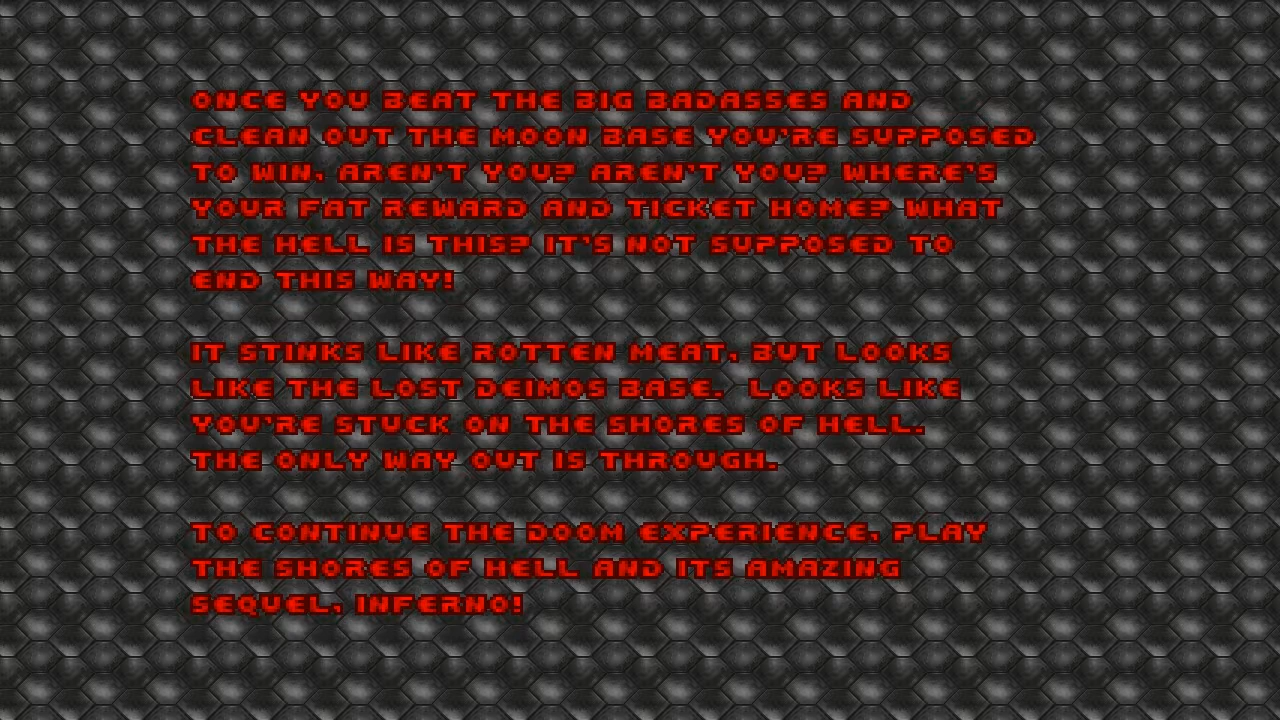 ONCE YOU BEAT THE BIG BADASSES AND
CLEAN OUT THE MOON BASE YOU'RE SUPPOSED
TO WIN, AREN'T YOU? AREN'T YOU? WHERE'S
YOUR FAT REWARD AND TICKET HOME? WHAT
THE HELL IS THIS? IT'S NOT SUPPOSED TO
END THIS WAY!
IT STINKS LIKE ROTTEN MEAT, BUT LOOKS
LIKE THE LOST DEIMOS BASE.  LOOKS LIKE
YOU'RE STUCK ON THE SHORES OF HELL.
THE ONLY WAY OUT IS THROUGH.
TO CONTINUE THE DOOM EXPERIENCE, PLAY
THE SHORES OF HELL AND ITS AMAZING
SEQUEL, INFERNO!